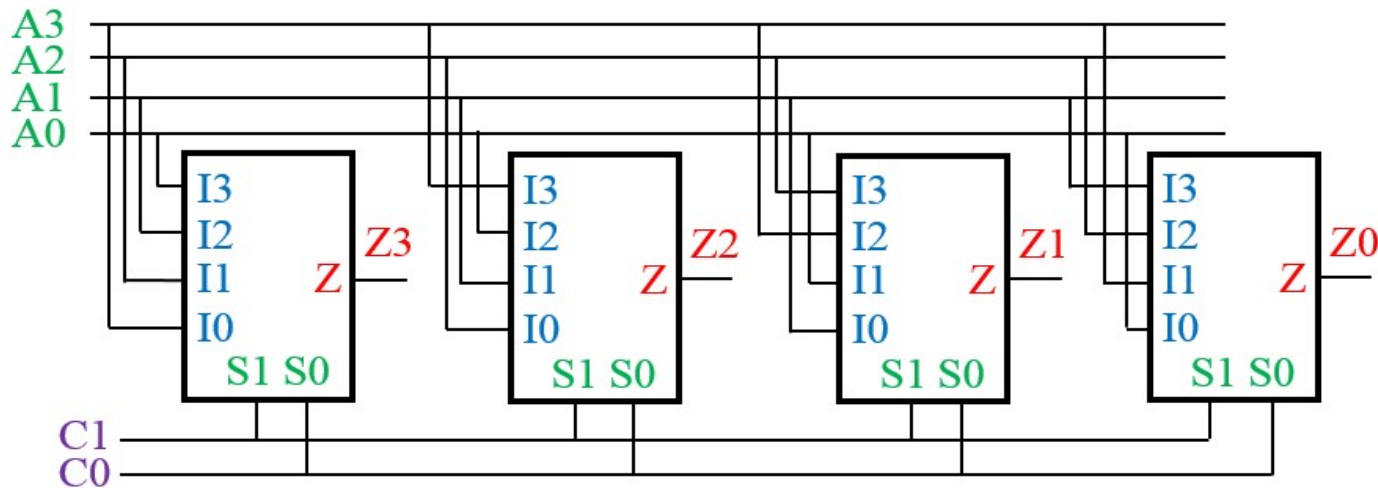 A3
A2
A1
A0
I3 I3 I3 I3
I2 Z3 I2 Z2 I2 Z1 I2 Z0
I1 Z I1 Z I1 Z I1 Z
I0 I0 I0 I0
S1 S0 S1 S0 S1 S0 S1 S0
C1
C0